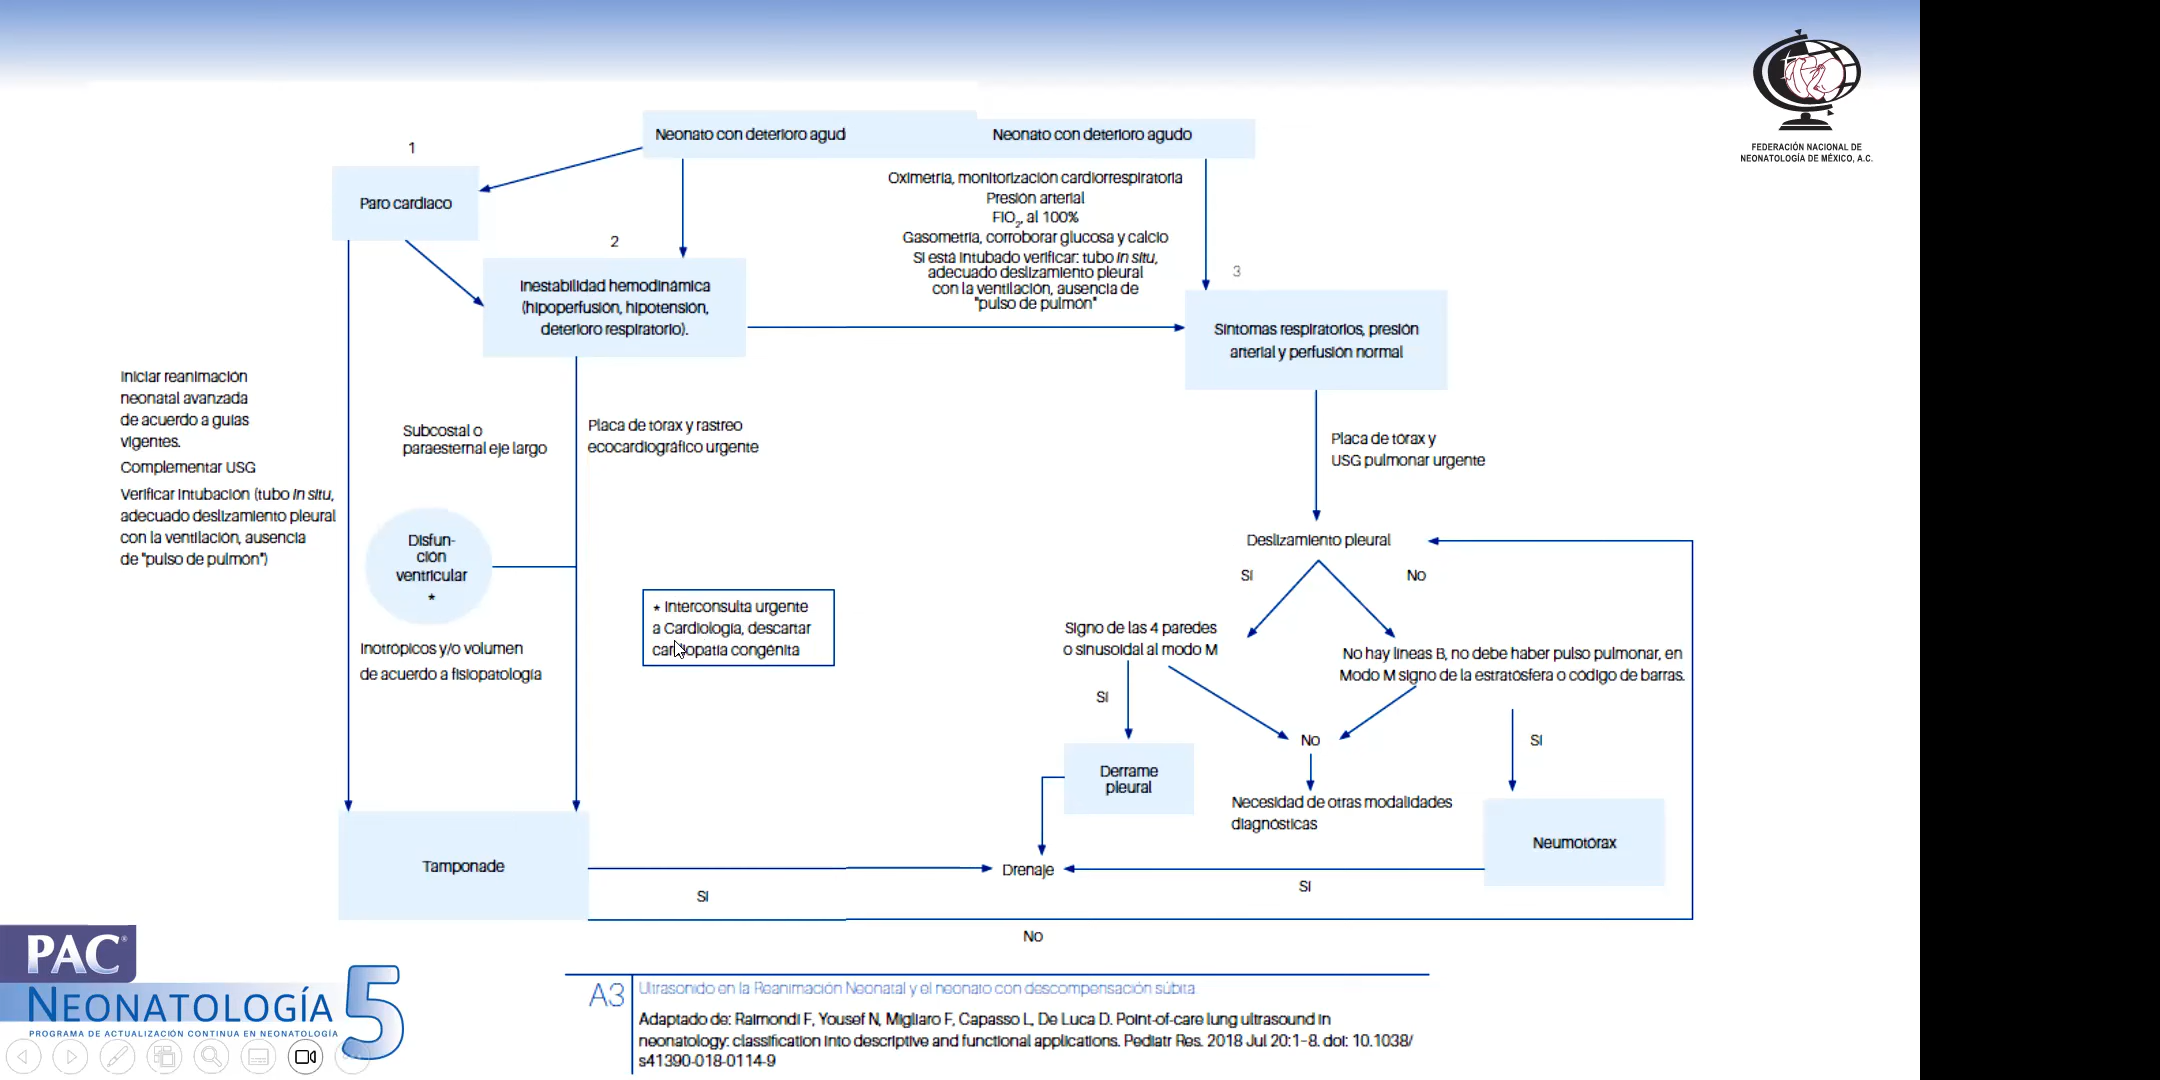 FEDERACIÓN NACIONAL DE
NEONATOLOGÍA DE MÉXICO, A.C.
Neonato con deterioro agud
Neonato con deterioro agudo
1
Paro cardiaco
Oximetría, monitorización cardiorrespiratoria
Presión arterial
FIO2, al 100%
Gasometría, corroborar glucosa y calcio
Si está intubado verificar: tubo in situ,
adecuado deslizamiento pleural
con la ventilación, ausencia de
"pulso de pulmón"
2
Inestabilidad hemodinámica
(hipoperfusión, hipotensión,
deterioro respiratorio).
3
Síntomas respiratorios, presión
arterial y perfusión normal
Iniciar reanimación
neonatal avanzada
de acuerdo a guías
vigentes.
Complementar USG
Verificar intubación (tubo in situ,
adecuado deslizamiento pleural
con la ventilación, ausencia
de "pulso de pulmón")
Subcostal o
paraesternal eje largo
Placa de tórax y rastreo
ecocardiográfico urgente
Placa de tórax y
USG pulmonar urgente
Disfun-
ción
ventricular
*
Inotrópicos y/o volumen
de acuerdo a fisiopatología
* Interconsulta urgente
a Cardiología, descartar
cardiopatía congénita
Deslizamiento pleural
Sí
No
Signo de las 4 paredes
o sinusoidal al modo M
No hay líneas B, no debe haber pulso pulmonar, en
Modo M signo de la estratósfera o código de barras.
Sí
No
Sí
Derrame
pleural
Necesidad de otras modalidades
diagnósticas
Neumotórax
Tamponade
Drenaje
Sí
Sí
No
PAC®
NEONATOLOGÍA 5
PROGRAMA DE ACTUALIZACIÓN CONTINUA EN NEONATOLOGÍA
A3
Ultrasonido en la Reanimación Neonatal y el neonato con descompensación súbita.
Adaptado de: Raimondi F, Yousef N, Migliaro F, Capasso L, De Luca D. Point-of-care lung ultrasound in
neonatology: classification into descriptive and functional applications. Pediatr Res. 2018 Jul 20:1-8. doi: 10.1038/
s41390-018-0114-9